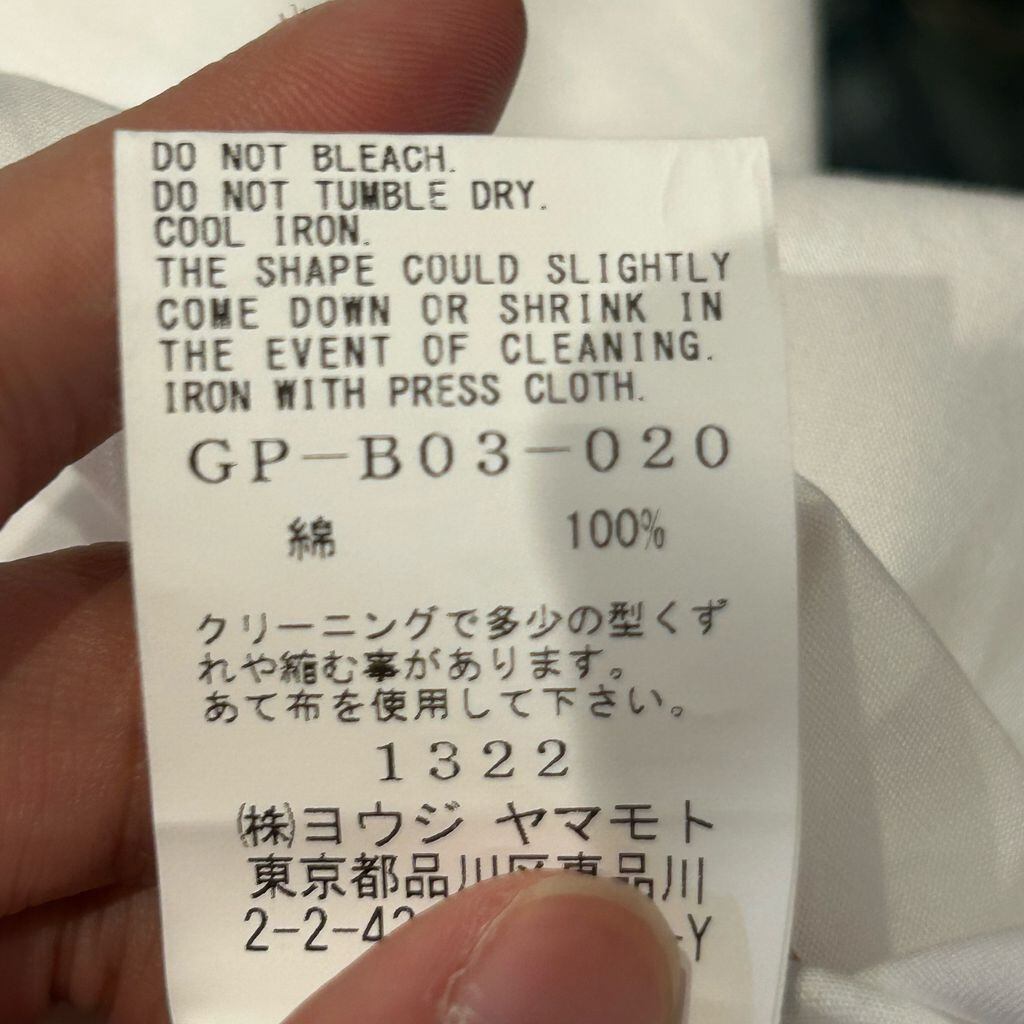 DO NOT BLEACH.
DO NOT TUMBLE DRY.
COOL IRON.
THE SHAPE COULD SLIGHTLY
COME DOWN OR SHRINK IN
THE EVENT OF CLEANING.
IRON WITH PRESS CLOTH.
GP-B03-020
綿 100%
クリーニングで多少の型くず
れや縮む事があります。
あて布を使用して下さい。
1322
㈱ヨウジ ヤマモト
東京都品川区東品川
2-2-43 -Y